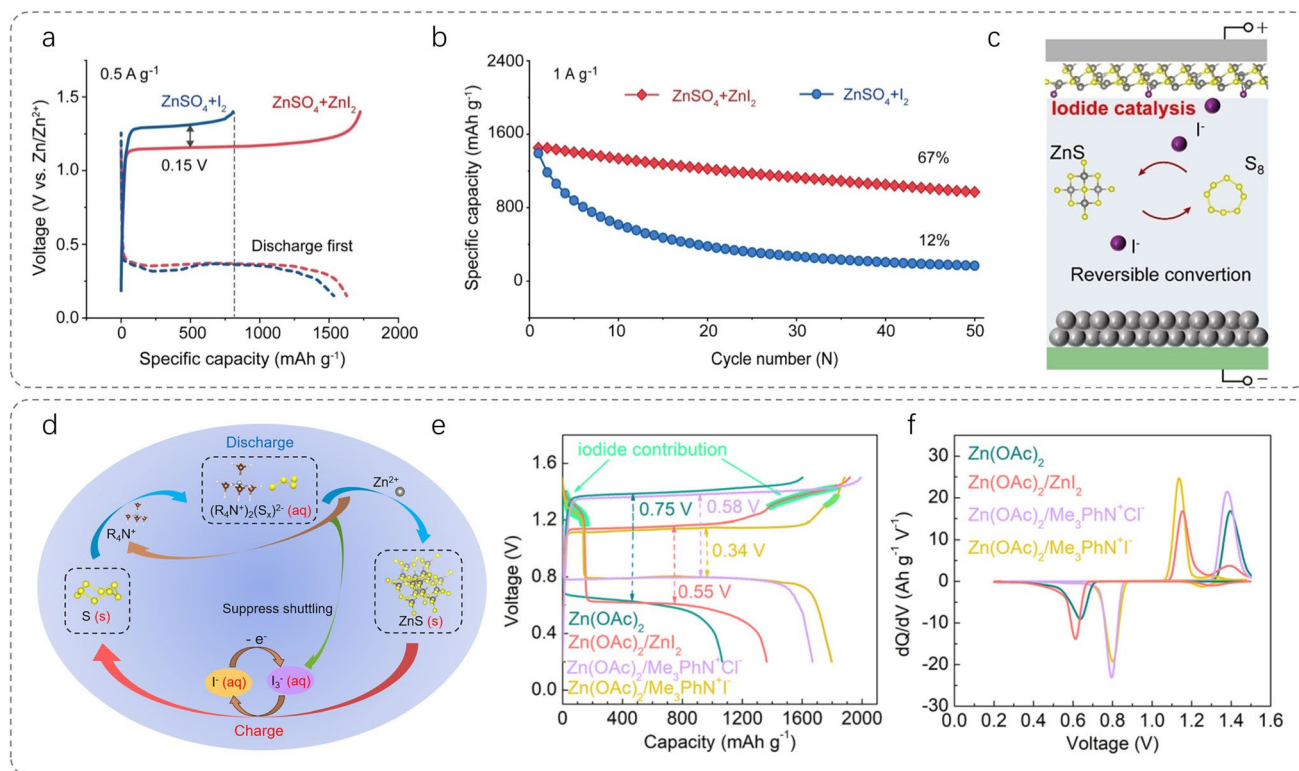 a
0.5 A g⁻¹
ZnSO₄+I₂
ZnSO₄+ZnI₂
0.15 V
Discharge first
Voltage (V vs. Zn/Zn²⁺)
1.5
1.0
0.5
0.0
0
500
1000
1500
2000
Specific capacity (mAh g⁻¹)
b
1 A g⁻¹
ZnSO₄+ZnI₂
ZnSO₄+I₂
67%
12%
Specific capacity (mAh g⁻¹)
2400
1600
800
0
0
10
20
30
40
50
Cycle number (N)
c
+
Iodide catalysis
I⁻
ZnS
S₈
I⁻
Reversible convertion
−
d
Discharge
Zn²⁺
(R₄N⁺)₂(Sₓ)²⁻ (aq)
R₄N⁺
S (s)
Suppress shuttling
ZnS (s)
- e⁻
I⁻ (aq)
I₃⁻ (aq)
Charge
e
iodide contribution
0.75 V
0.58 V
0.34 V
0.55 V
Zn(OAc)₂
Zn(OAc)₂/ZnI₂
Zn(OAc)₂/Me₃PhN⁺Cl⁻
Zn(OAc)₂/Me₃PhN⁺I⁻
Voltage (V)
1.6
1.2
0.8
0.4
0.0
0
400
800
1200
1600
2000
Capacity (mAh g⁻¹)
f
Zn(OAc)₂
Zn(OAc)₂/ZnI₂
Zn(OAc)₂/Me₃PhN⁺Cl⁻
Zn(OAc)₂/Me₃PhN⁺I⁻
dQ/dV (Ah g⁻¹ V⁻¹)
30
20
10
0
-10
-20
-30
0.0
0.2
0.4
0.6
0.8
1.0
1.2
1.4
1.6
Voltage (V)